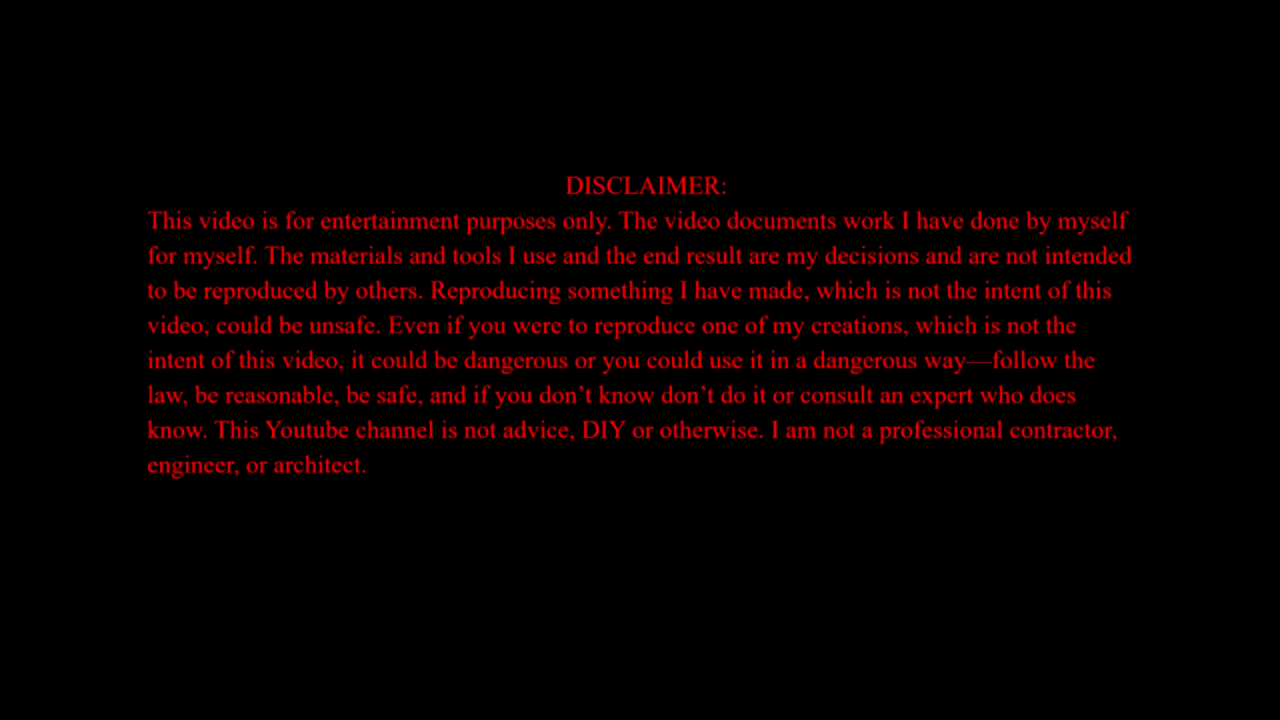 DISCLAIMER:
This video is for entertainment purposes only. The video documents work I have done by myself
for myself. The materials and tools I use and the end result are my decisions and are not intended
to be reproduced by others. Reproducing something I have made, which is not the intent of this
video, could be unsafe. Even if you were to reproduce one of my creations, which is not the
intent of this video, it could be dangerous or you could use it in a dangerous way—follow the
law, be reasonable, be safe, and if you don’t know don’t do it or consult an expert who does
know. This Youtube channel is not advice, DIY or otherwise. I am not a professional contractor,
engineer, or architect.